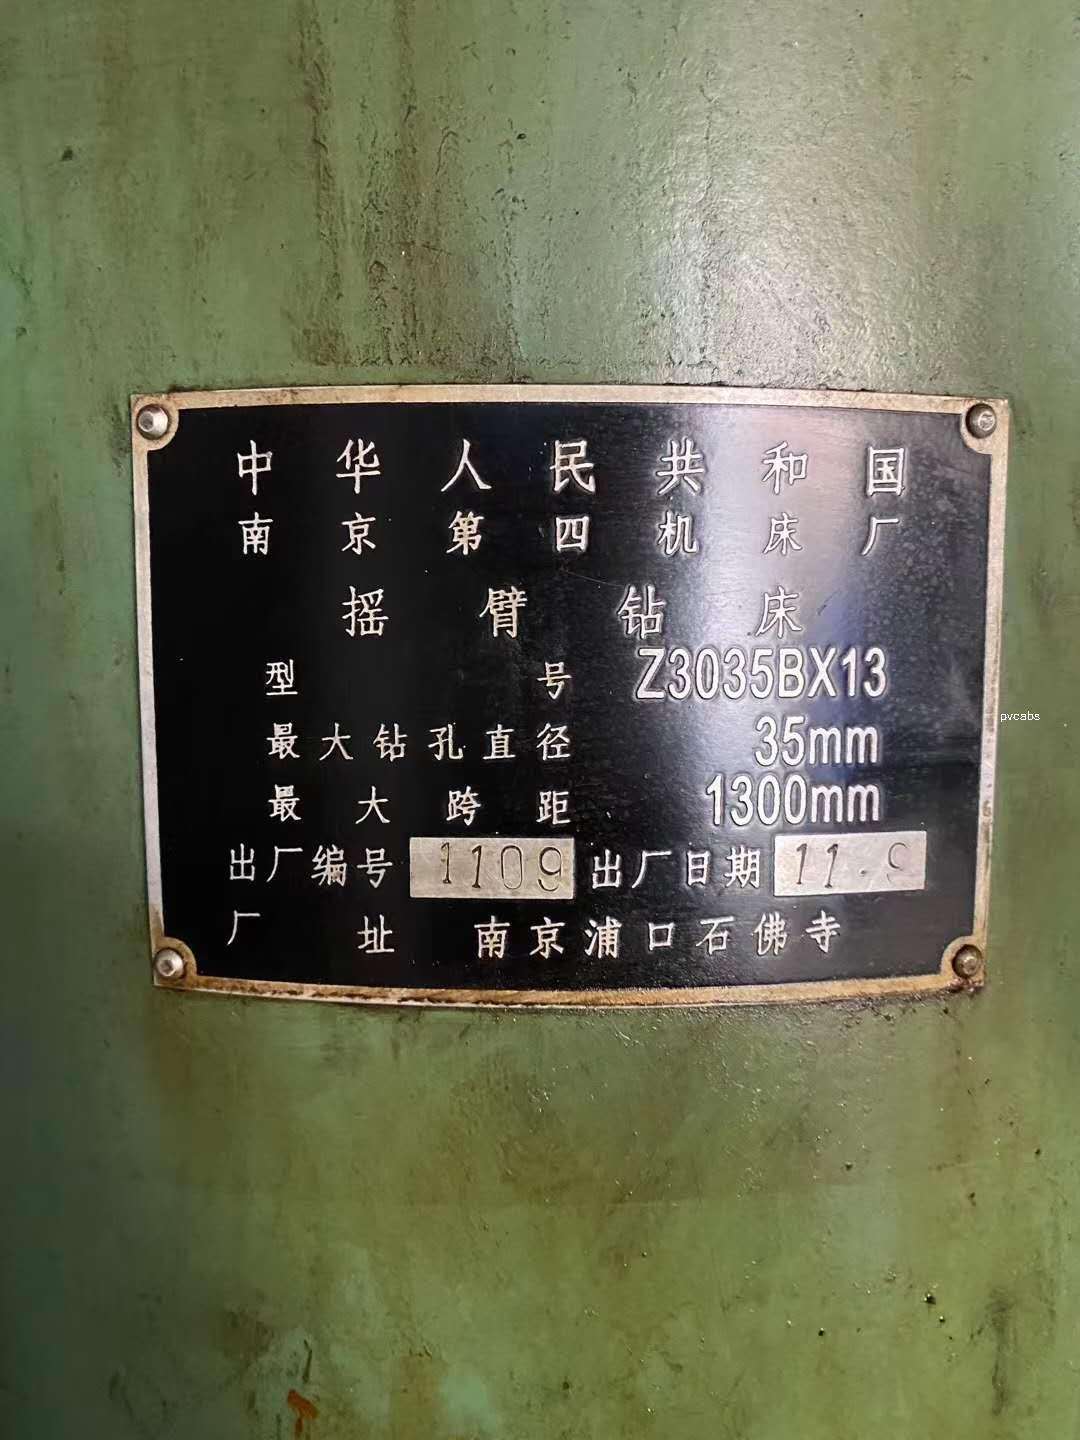 中华人民共和国
南京第四机床厂
摇臂钻床
型号 Z3035BX13
最大钻孔直径 35mm
最大跨距 1300mm
出厂编号 1109 出厂日期 11.9
厂址 南京浦口石佛寺
pvcabs